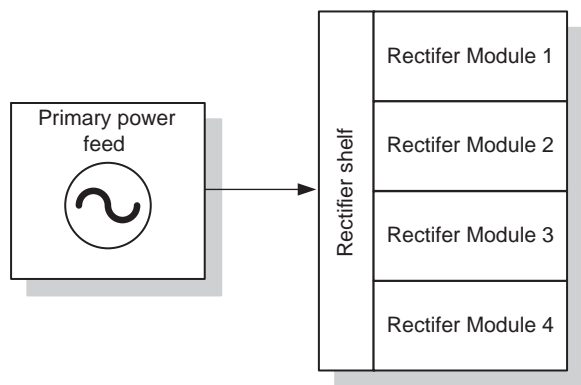 Primary power
feed
Rectifier shelf
Rectifer Module 1
Rectifer Module 2
Rectifer Module 3
Rectifer Module 4